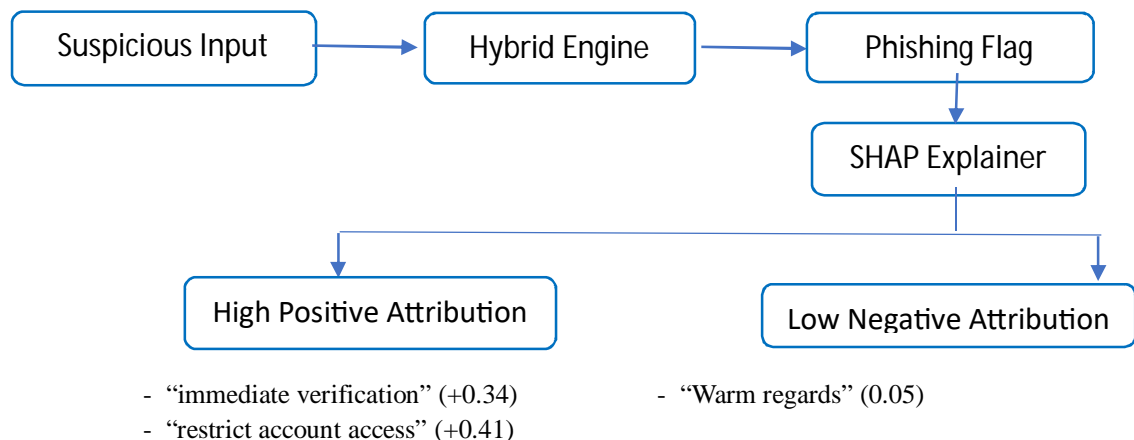 Suspicious Input
Hybrid Engine
Phishing Flag
SHAP Explainer
High Positive Attribution
Low Negative Attribution
- “immediate verification” (+0.34)
- “restrict account access” (+0.41)
- “Warm regards” (0.05)